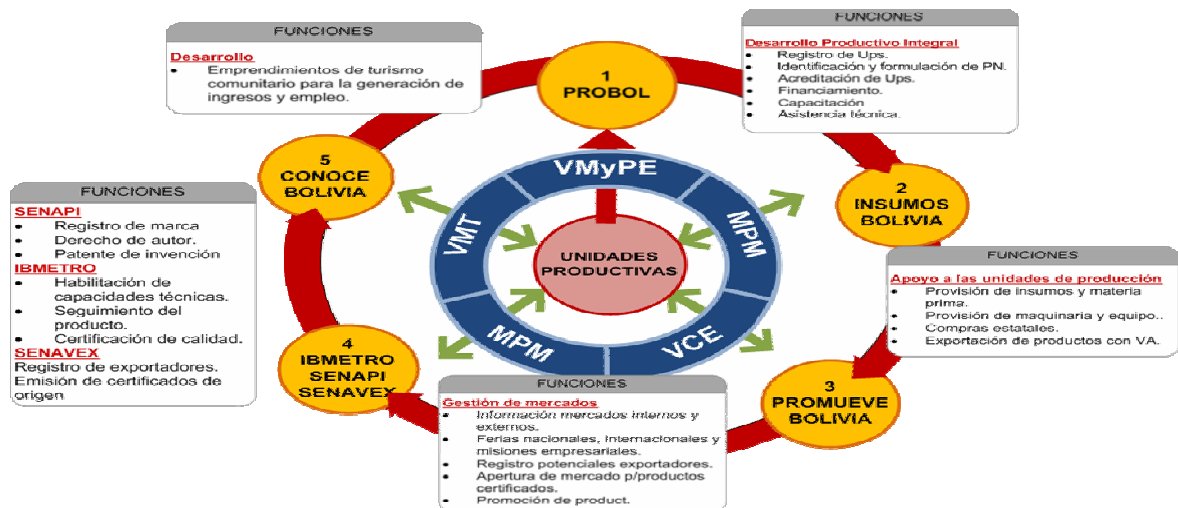 FUNCIONES
Desarrollo
• Emprendimientos de turismo
comunitario para la generación de
ingresos y empleo.
1
PROBOL
FUNCIONES
Desarrollo Productivo Integral
• Registro de Ups.
• Identificación y formulación de PN.
• Acreditación de Ups.
• Financiamiento.
• Capacitación
• Asistencia técnica.
5
CONOCE
BOLIVIA
VMyPE
VMT
MPM
2
INSUMOS
BOLIVIA
FUNCIONES
SENAPI
• Registro de marca
• Derecho de autor.
• Patente de invención
IBMETRO
• Habilitación de
capacidades técnicas.
• Seguimiento del
producto.
• Certificación de calidad.
SENAVEX
Registro de exportadores.
Emisión de certificados de
origen
UNIDADES
PRODUCTIVAS
FUNCIONES
Apoyo a las unidades de producción
• Provisión de insumos y materia
prima.
• Provisión de maquinaria y equipo..
• Compras estatales.
• Exportación de productos con VA.
MPM
VCE
4
IBMETRO
SENAPI
SENAVEX
FUNCIONES
Gestión de mercados
• Información mercados internos y
externos.
• Ferias nacionales, internacionales y
misiones empresariales.
• Registro potenciales exportadores.
• Apertura de mercado p/productos
certificados.
• Promoción de product.
3
PROMUEVE
BOLIVIA